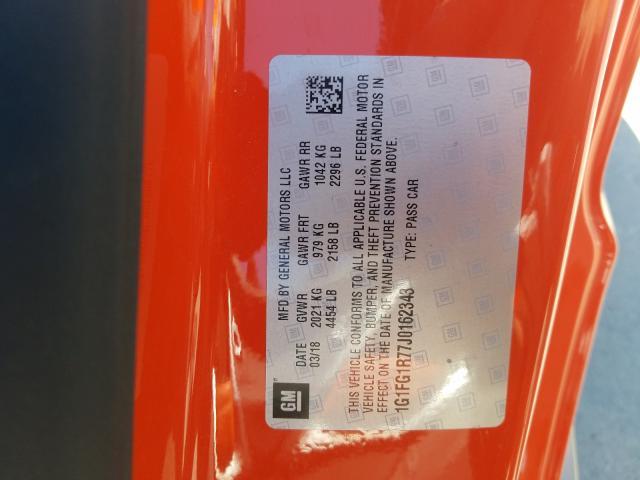 GM
MFD BY GENERAL MOTORS LLC
DATE GVWR GAWR FRT GAWR RR
03/18 2021 KG 979 KG 1042 KG
4454 LB 2158 LB 2296 LB
THIS VEHICLE CONFORMS TO ALL APPLICABLE U.S. FEDERAL MOTOR
VEHICLE SAFETY, BUMPER, AND THEFT PREVENTION STANDARDS IN
EFFECT ON THE DATE OF MANUFACTURE SHOWN ABOVE.
1G1FG1R77J0162343 TYPE: PASS CAR